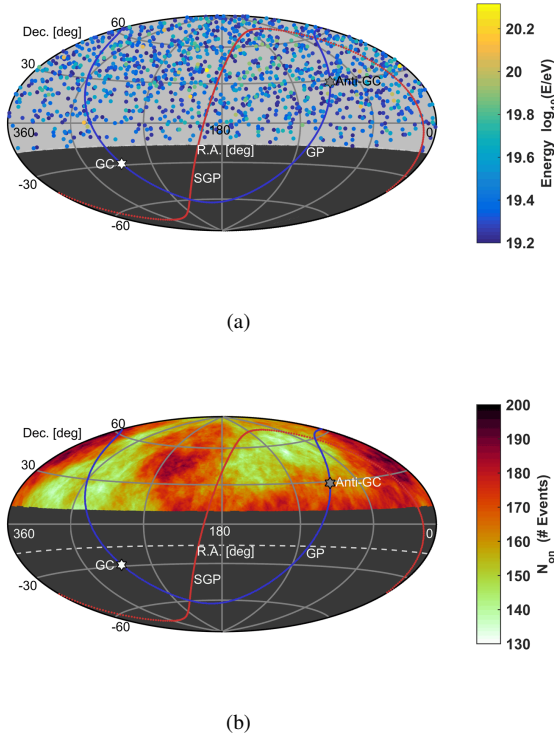 Dec. [deg]
60
30
360
180
0
-30
-60
R.A. [deg]
GC
Anti-GC
GP
SGP
Energy log₁₀(E/eV)
20.2
20
19.8
19.6
19.4
19.2
(a)
Dec. [deg]
60
30
360
180
0
-30
-60
R.A. [deg]
GC
Anti-GC
GP
SGP
N_on (# Events)
200
190
180
170
160
150
140
130
(b)